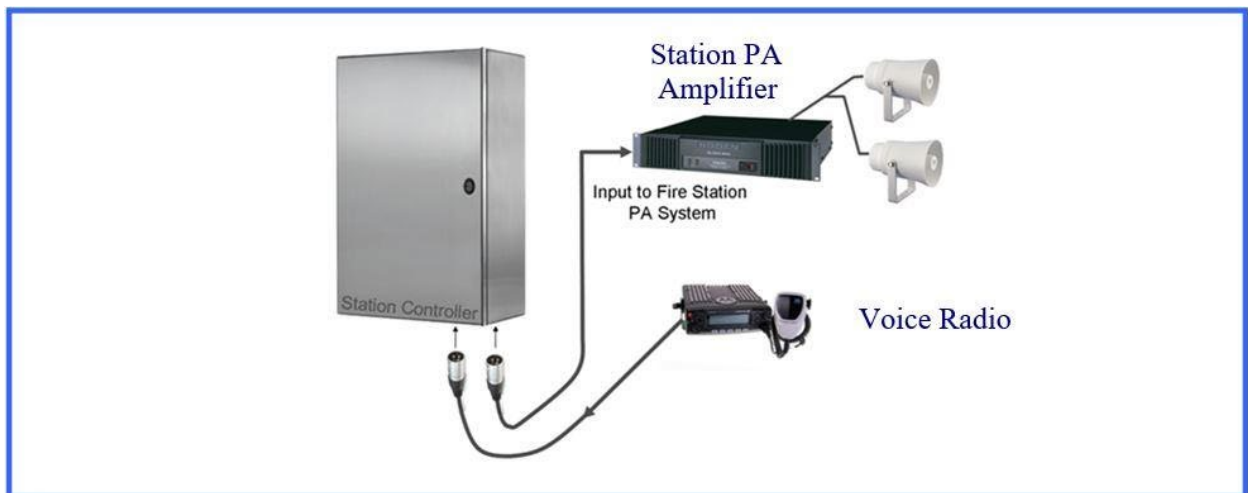 Station PA
Amplifier
Input to Fire Station
PA System
Station Controller
Voice Radio